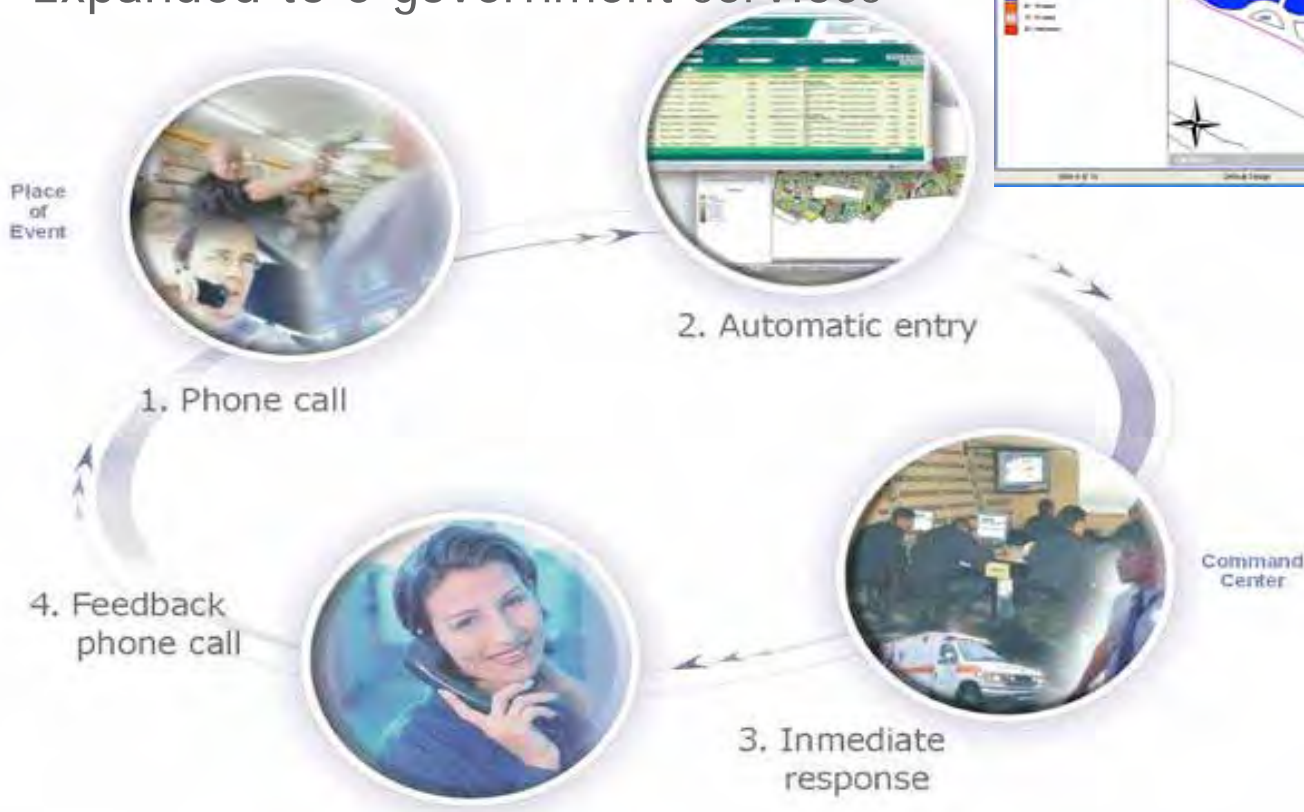 Expanded to e-government services
Place
of
Event
1. Phone call
2. Automatic entry
Command
Center
3. Inmediate
response
4. Feedback
phone call